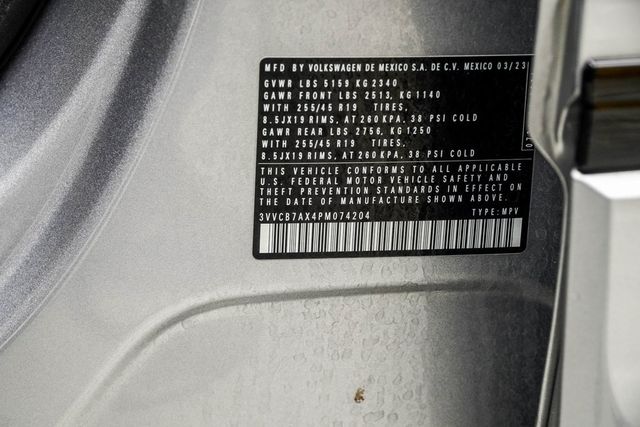 MFD BY VOLKSWAGEN DE MEXICO S.A. DE C.V. MEXICO 03/23
GVWR LBS 5159 KG 2340
GAWR FRONT LBS 2513, KG 1140
WITH 255/45 R19 TIRES,
8.5JX19 RIMS, AT 260 KPA, 38 PSI COLD
GAWR REAR LBS 2756, KG 1250
WITH 255/45 R19 TIRES,
8.5JX19 RIMS, AT 260 KPA, 38 PSI COLD
THIS VEHICLE CONFORMS TO ALL APPLICABLE
U.S. FEDERAL MOTOR VEHICLE SAFETY AND
THEFT PREVENTION STANDARDS IN EFFECT ON
THE DATE OF MANUFACTURE SHOWN ABOVE.
3VVCB7AX4PM074204 TYPE: MPV